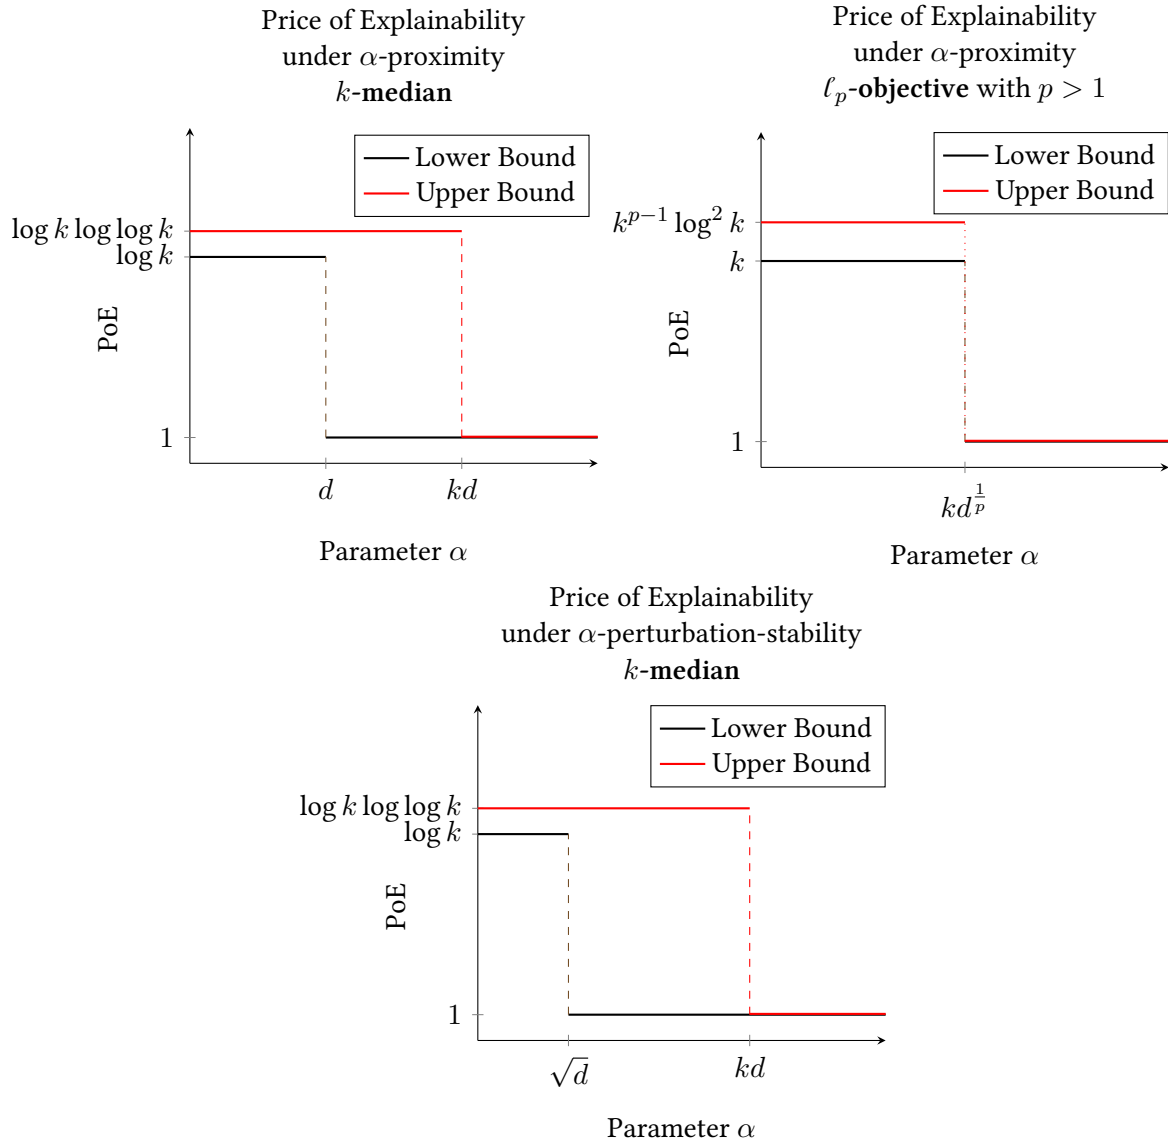 Price of Explainability
under α-proximity
k-median
Lower Bound
Upper Bound
log k log log k
log k
PoE
1
d
kd
Parameter α
Price of Explainability
under α-proximity
ℓ_p-objective with p > 1
Lower Bound
Upper Bound
k^{p−1} log² k
k
PoE
1
kd^{1/p}
Parameter α
Price of Explainability
under α-perturbation-stability
k-median
Lower Bound
Upper Bound
log k log log k
log k
PoE
1
√d
kd
Parameter α